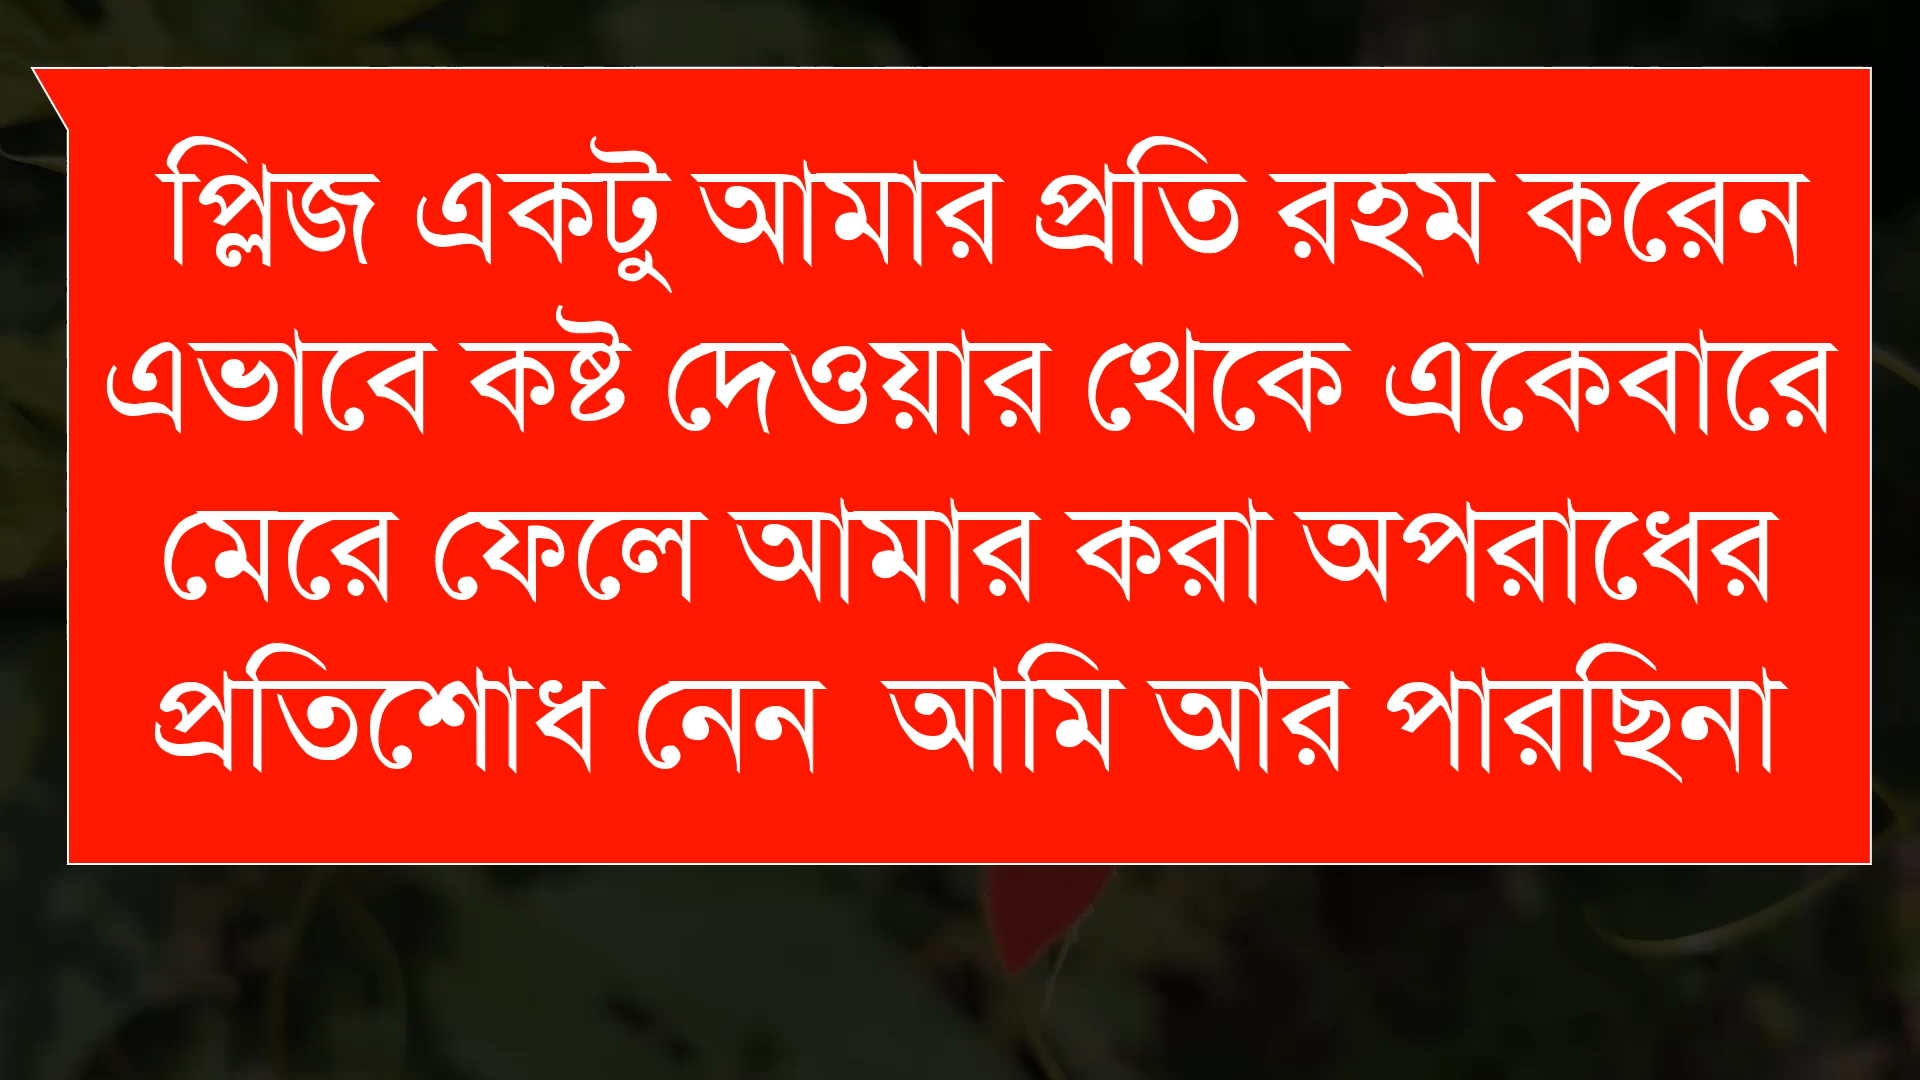 প্লিজ একটু আমার প্রতি রহম করেন
এভাবে কষ্ট দেওয়ার থেকে একেবারে
মেরে ফেলে আমার করা অপরাধের
প্রতিশোধ নেন আমি আর পারছিনা